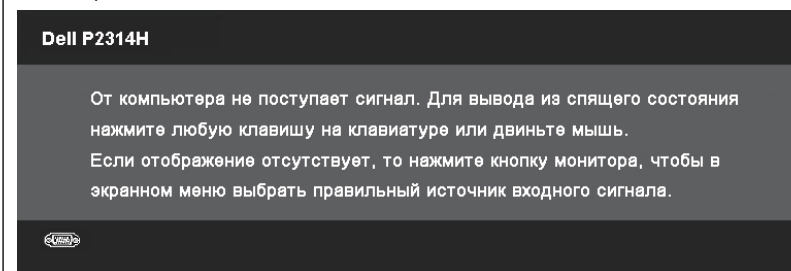 Dell P2314H
От компьютера не поступает сигнал. Для вывода из спящего состояния
нажмите любую клавишу на клавиатуре или двиньте мышь.
Если отображение отсутствует, то нажмите кнопку монитора, чтобы в
экранном меню выбрать правильный источник входного сигнала.